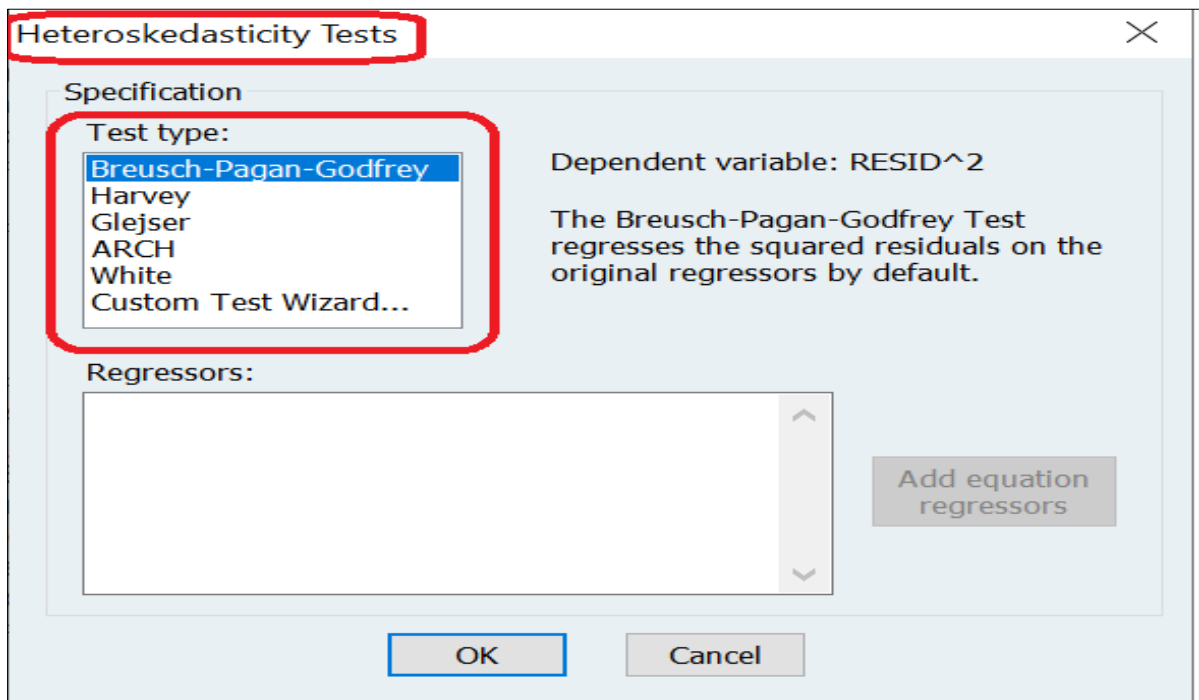 Heteroskedasticity Tests
Specification
Test type:
Breusch-Pagan-Godfrey
Harvey
Glejser
ARCH
White
Custom Test Wizard...
Dependent variable: RESID^2
The Breusch-Pagan-Godfrey Test
regresses the squared residuals on the
original regressors by default.
Regressors:
Add equation
regressors
OK
Cancel